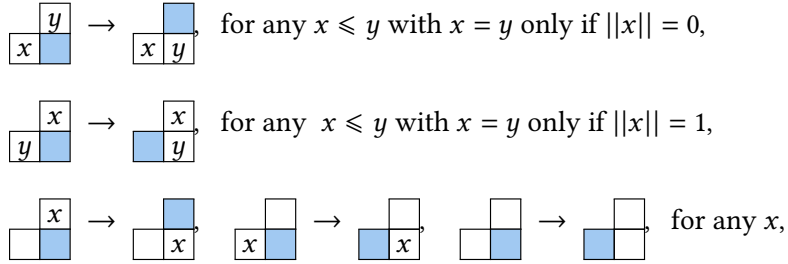 y x → x y, for any x ⩽ y with x = y only if ||x|| = 0,
x y → x y, for any x ⩽ y with x = y only if ||x|| = 1,
x → x, x → x, → , for any x,